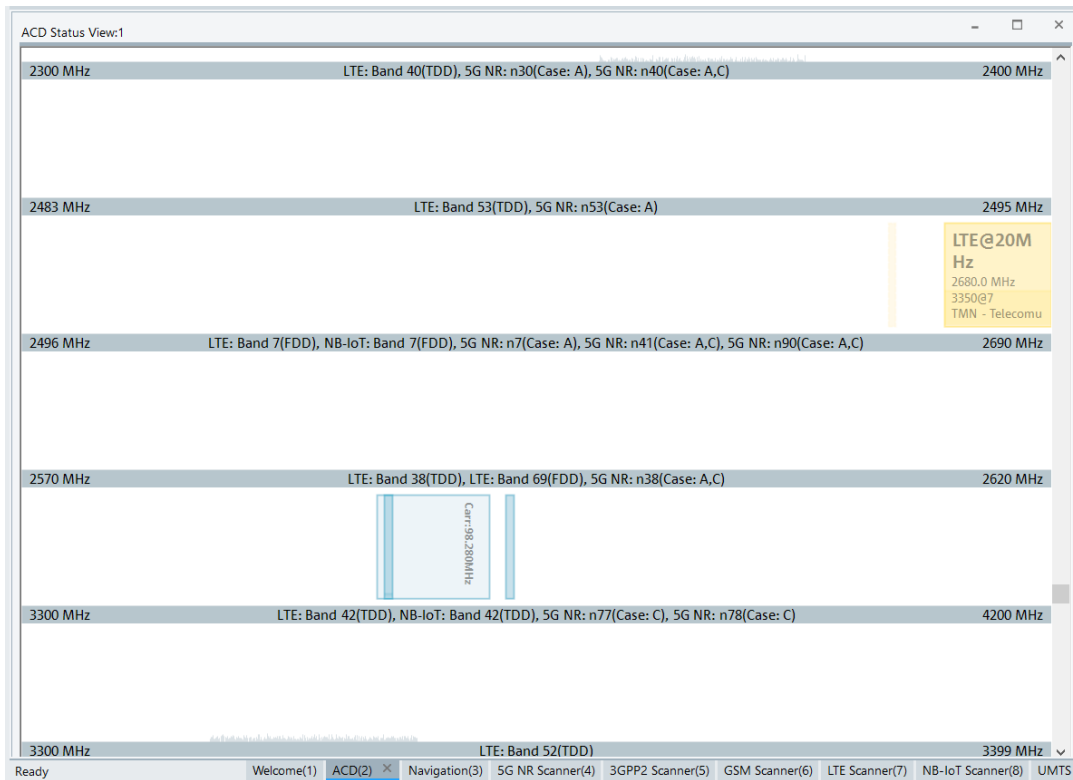 ACD Status View:1
2300 MHz LTE: Band 40(TDD), 5G NR: n30(Case: A), 5G NR: n40(Case: A,C) 2400 MHz
2483 MHz LTE: Band 53(TDD), 5G NR: n53(Case: A) 2495 MHz
LTE@20M
Hz
2680.0 MHz
3350@7
TMN - Telecomu
2496 MHz LTE: Band 7(FDD), NB-IoT: Band 7(FDD), 5G NR: n7(Case: A), 5G NR: n41(Case: A,C), 5G NR: n90(Case: A,C) 2690 MHz
2570 MHz LTE: Band 38(TDD), LTE: Band 69(FDD), 5G NR: n38(Case: A,C) 2620 MHz
Carr:98.280MHz
3300 MHz LTE: Band 42(TDD), NB-IoT: Band 42(TDD), 5G NR: n77(Case: C), 5G NR: n78(Case: C) 4200 MHz
3300 MHz LTE: Band 52(TDD) 3399 MHz
Ready Welcome(1) ACD(2) Navigation(3) 5G NR Scanner(4) 3GPP2 Scanner(5) GSM Scanner(6) LTE Scanner(7) NB-IoT Scanner(8) UMTS